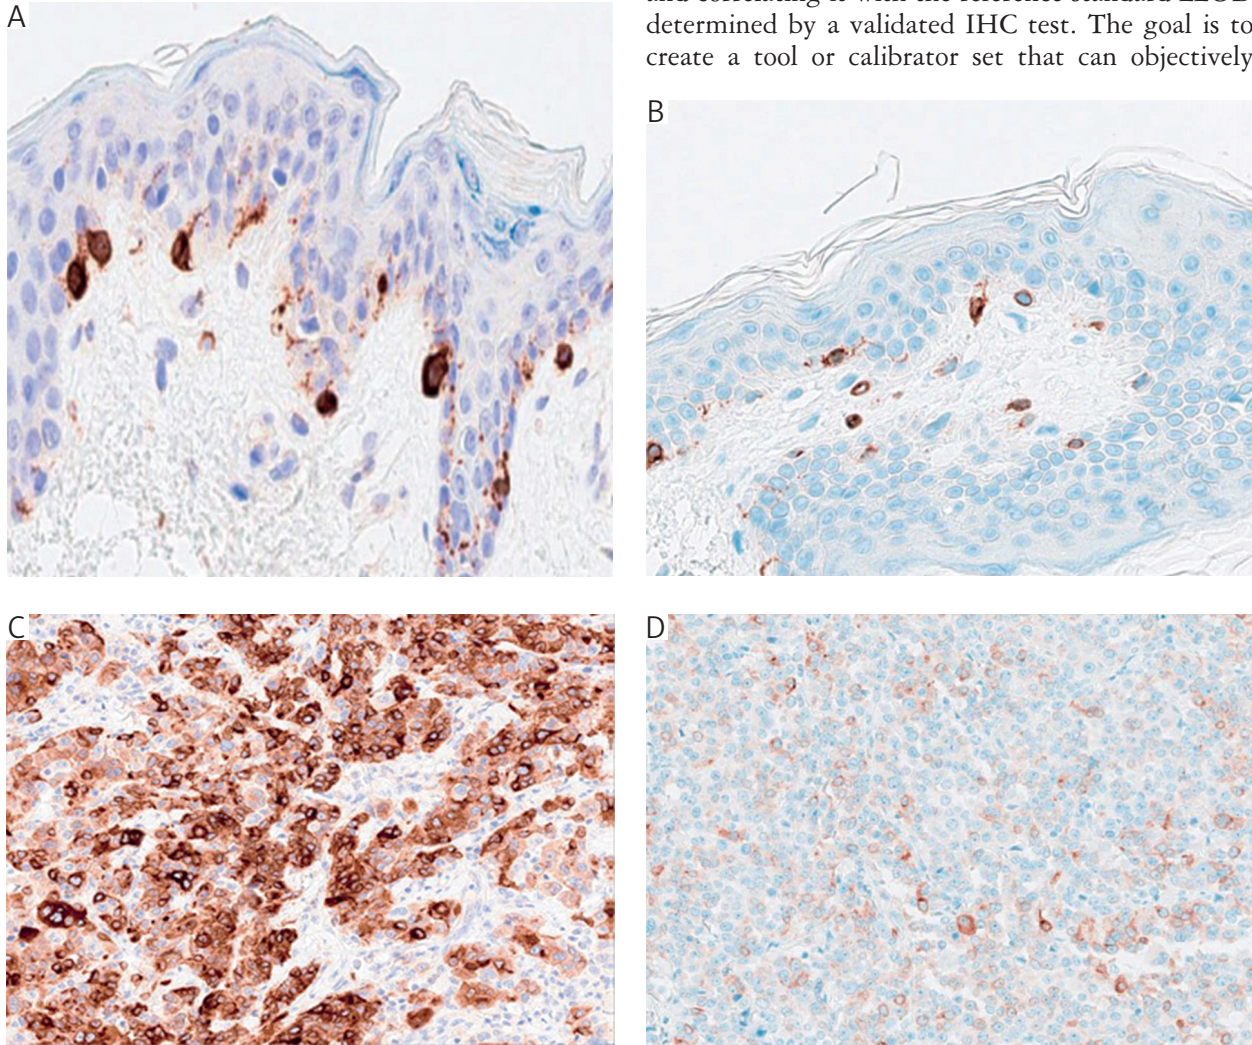 A
determined by a validated IHC test. The goal is to
create a tool or calibrator set that can objectively
B
C
D